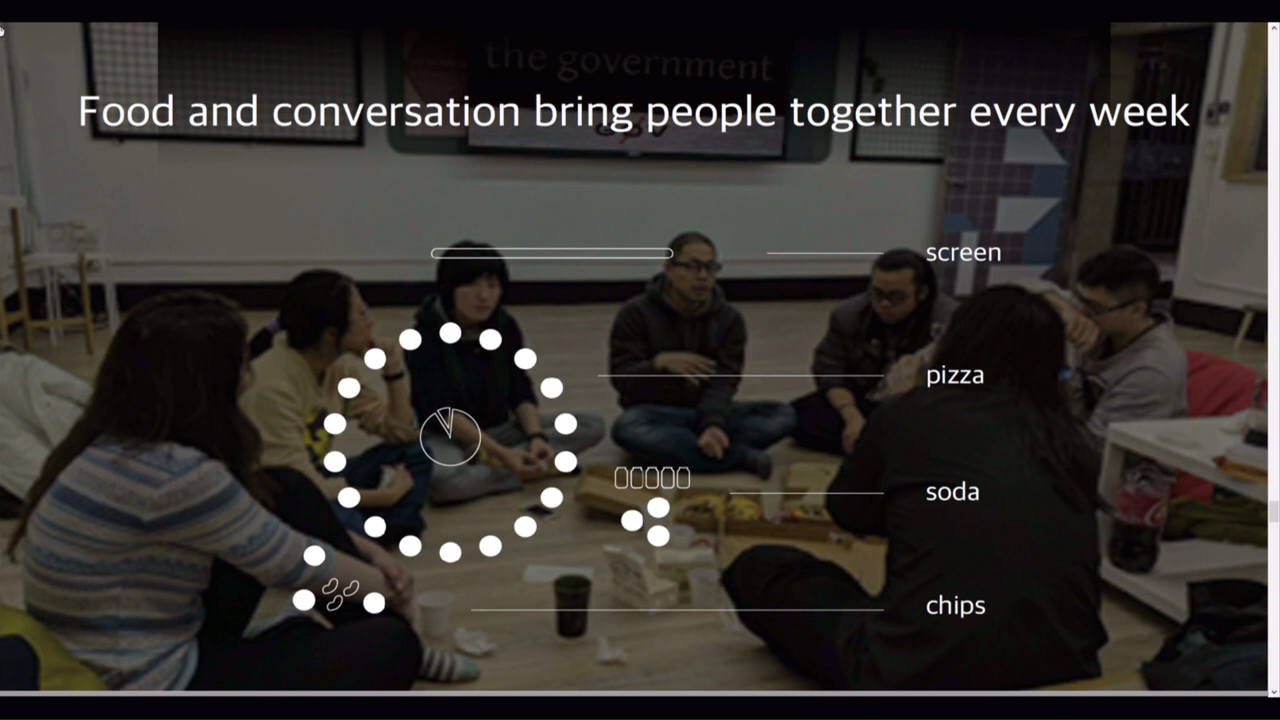 the government
Food and conversation bring people together every week
screen
pizza
soda
chips